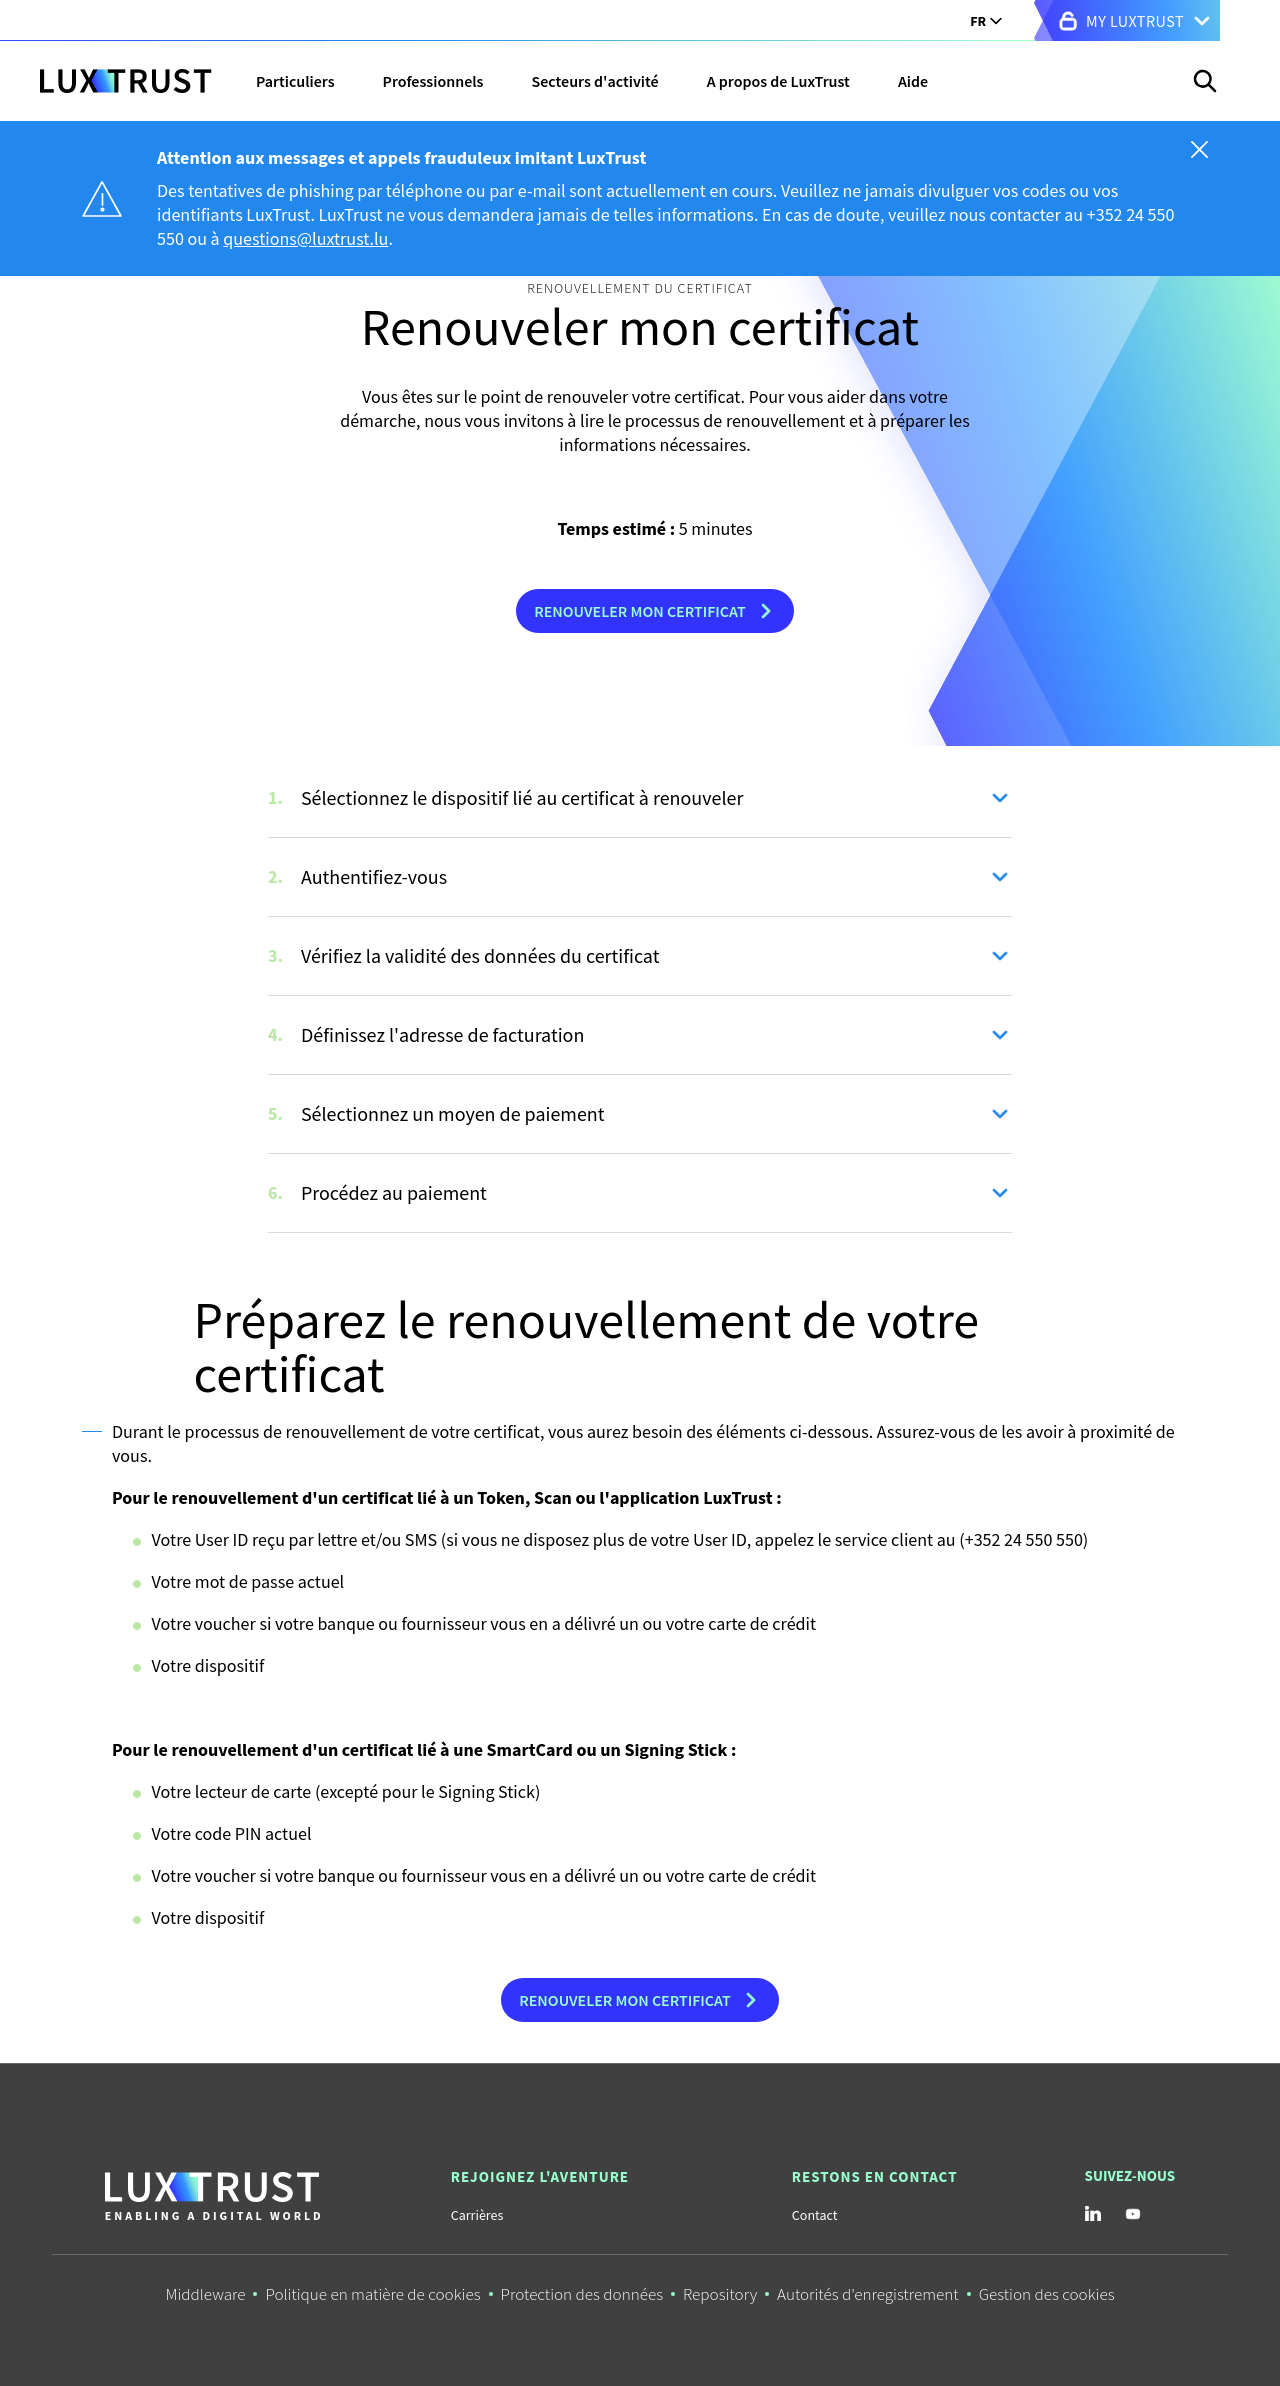 FR
MY LUXTRUST
LUXTRUST
Particuliers
Professionnels
Secteurs d'activité
A propos de LuxTrust
Aide
Attention aux messages et appels frauduleux imitant LuxTrust
Des tentatives de phishing par téléphone ou par e-mail sont actuellement en cours. Veuillez ne jamais divulguer vos codes ou vos
identifiants LuxTrust. LuxTrust ne vous demandera jamais de telles informations. En cas de doute, veuillez nous contacter au +352 24 550
550 ou à questions@luxtrust.lu.
RENOUVELLEMENT DU CERTIFICAT
Renouveler mon certificat
Vous êtes sur le point de renouveler votre certificat. Pour vous aider dans votre
démarche, nous vous invitons à lire le processus de renouvellement et à préparer les
informations nécessaires.
Temps estimé : 5 minutes
RENOUVELER MON CERTIFICAT
1. Sélectionnez le dispositif lié au certificat à renouveler
2. Authentifiez-vous
3. Vérifiez la validité des données du certificat
4. Définissez l'adresse de facturation
5. Sélectionnez un moyen de paiement
6. Procédez au paiement
Préparez le renouvellement de votre
certificat
Durant le processus de renouvellement de votre certificat, vous aurez besoin des éléments ci-dessous. Assurez-vous de les avoir à proximité de
vous.
Pour le renouvellement d'un certificat lié à un Token, Scan ou l'application LuxTrust :
Votre User ID reçu par lettre et/ou SMS (si vous ne disposez plus de votre User ID, appelez le service client au (+352 24 550 550)
Votre mot de passe actuel
Votre voucher si votre banque ou fournisseur vous en a délivré un ou votre carte de crédit
Votre dispositif
Pour le renouvellement d'un certificat lié à une SmartCard ou un Signing Stick :
Votre lecteur de carte (excepté pour le Signing Stick)
Votre code PIN actuel
Votre voucher si votre banque ou fournisseur vous en a délivré un ou votre carte de crédit
Votre dispositif
RENOUVELER MON CERTIFICAT
LUXTRUST
ENABLING A DIGITAL WORLD
REJOIGNEZ L'AVENTURE
Carrières
RESTONS EN CONTACT
Contact
SUIVEZ-NOUS
in
Middleware • Politique en matière de cookies • Protection des données • Repository • Autorités d'enregistrement • Gestion des cookies